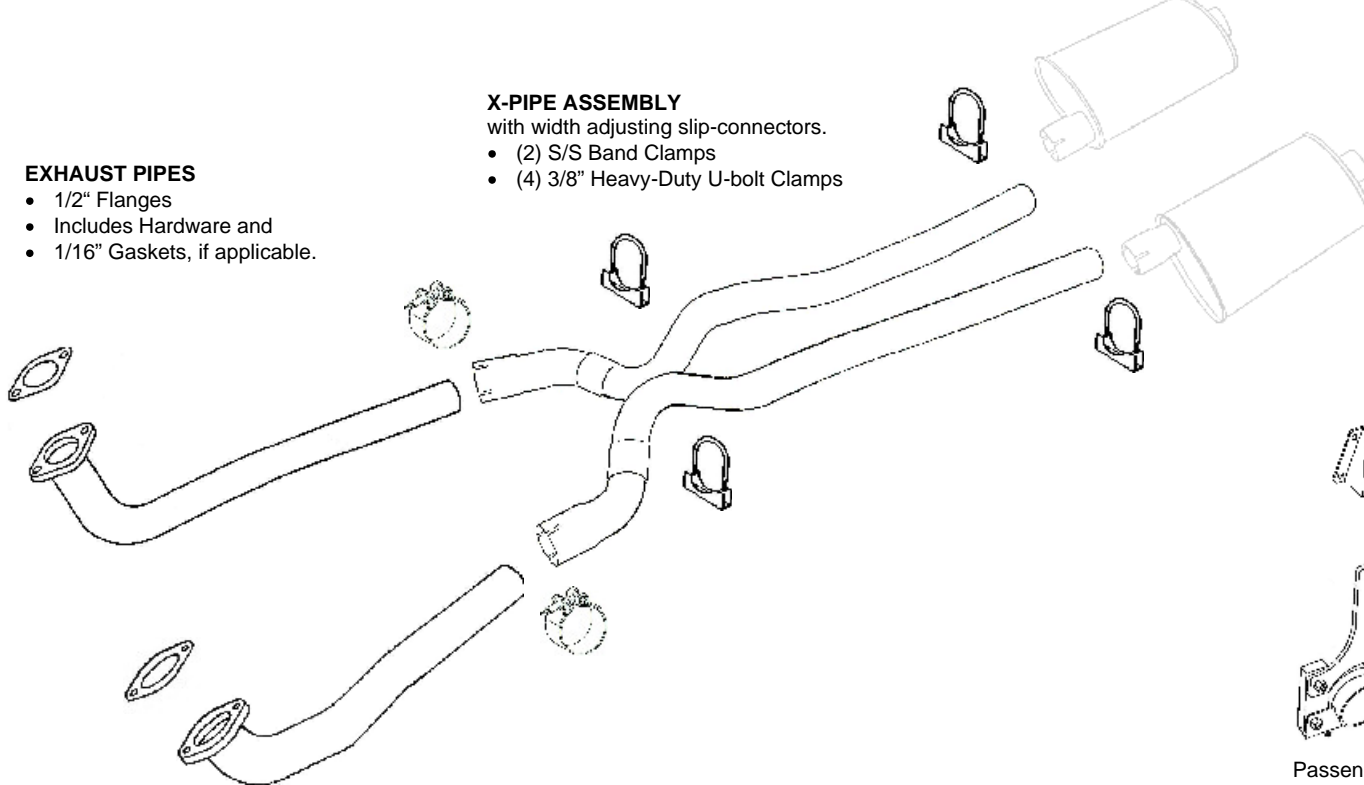 X-PIPE ASSEMBLY
with width adjusting slip-connectors.
• (2) S/S Band Clamps
• (4) 3/8” Heavy-Duty U-bolt Clamps
EXHAUST PIPES
• 1/2“ Flanges
• Includes Hardware and
• 1/16” Gaskets, if applicable.
Passen